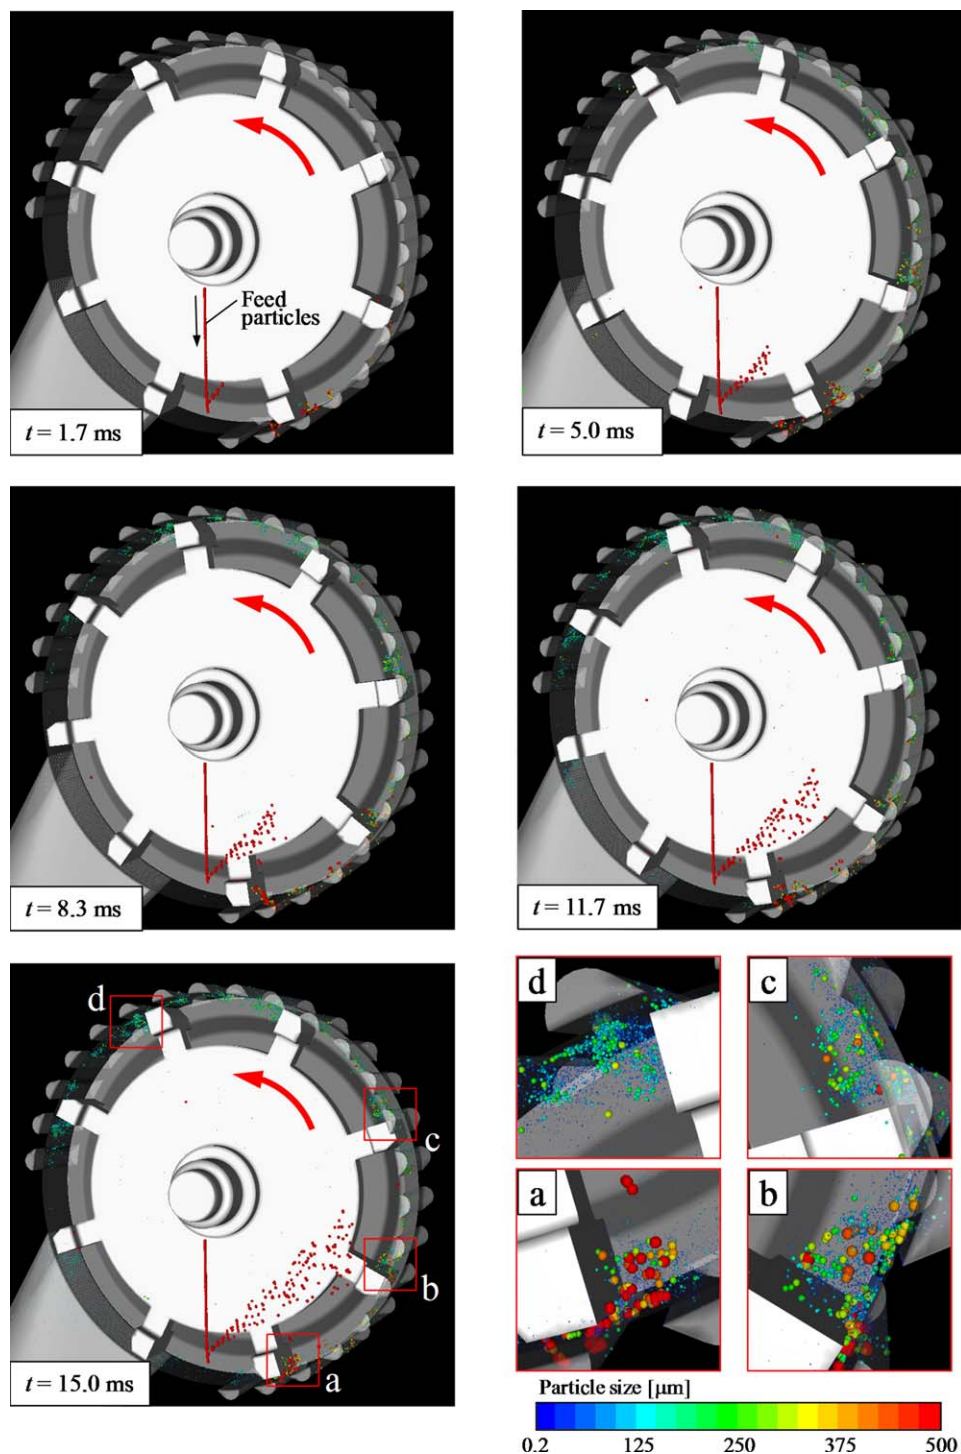 Feed
particles
t = 1.7 ms
t = 5.0 ms
t = 8.3 ms
t = 11.7 ms
d
c
b
a
t = 15.0 ms
d
c
a
b
Particle size [µm]
0.2 125 250 375 500